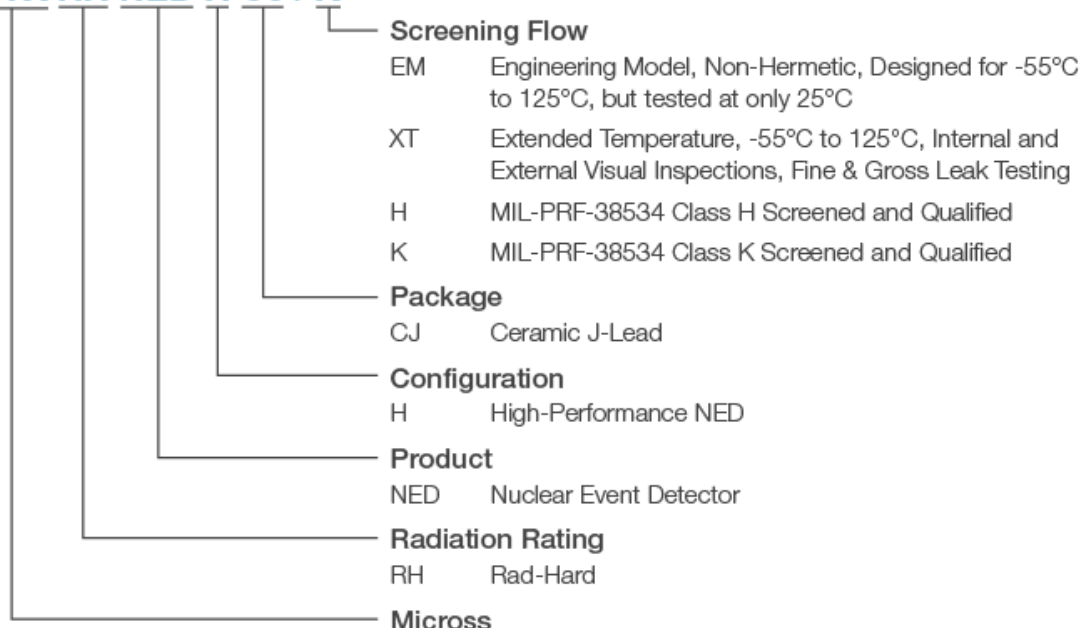 Screening Flow
EM Engineering Model, Non-Hermetic, Designed for -55°C
to 125°C, but tested at only 25°C
XT Extended Temperature, -55°C to 125°C, Internal and
External Visual Inspections, Fine & Gross Leak Testing
H MIL-PRF-38534 Class H Screened and Qualified
K MIL-PRF-38534 Class K Screened and Qualified
Package
CJ Ceramic J-Lead
Configuration
H High-Performance NED
Product
NED Nuclear Event Detector
Radiation Rating
RH Rad-Hard
Micross